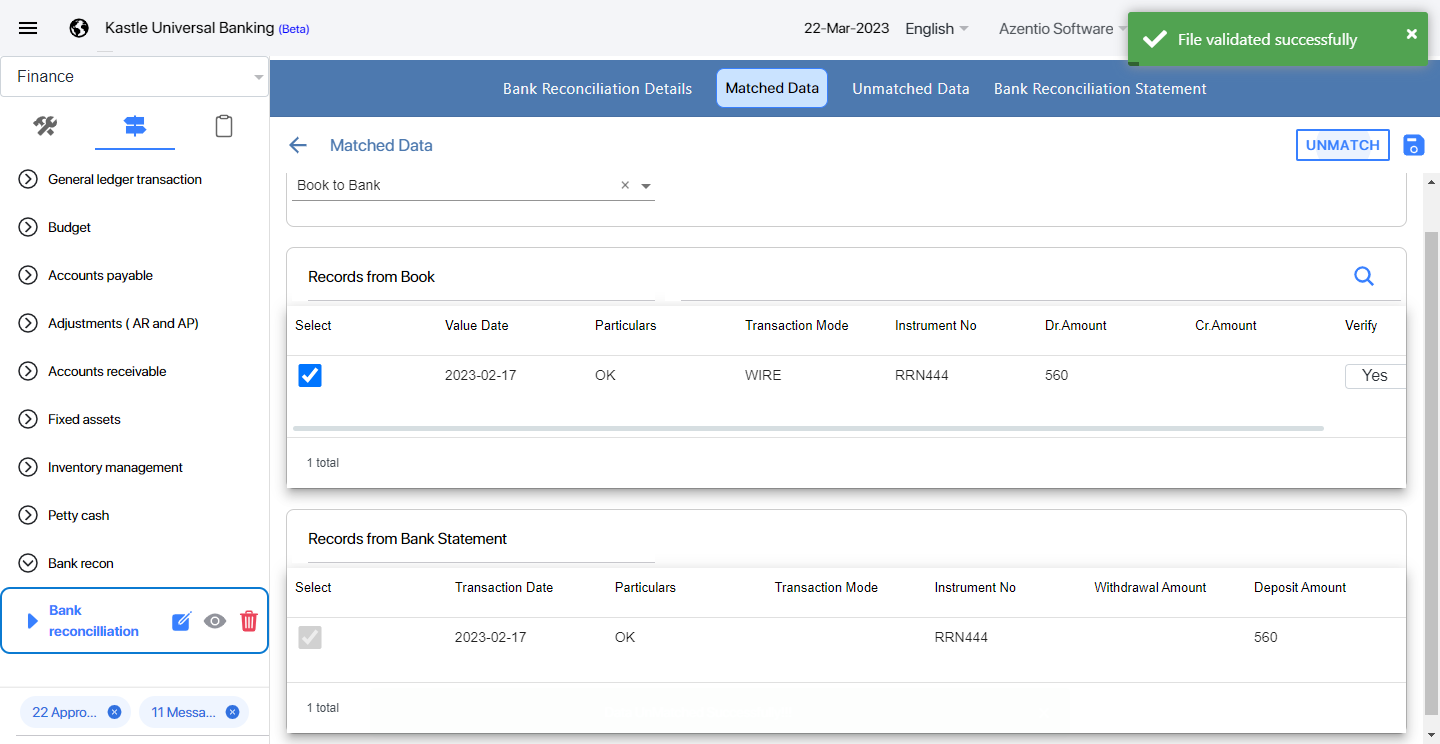 Kastle Universal Banking (Beta)
22-Mar-2023
English
Azentio Software
File validated successfully
Finance
Bank Reconciliation Details
Matched Data
Unmatched Data
Bank Reconciliation Statement
Matched Data
UNMATCH
General ledger transaction
Budget
Accounts payable
Adjustments ( AR and AP)
Accounts receivable
Fixed assets
Inventory management
Petty cash
Bank recon
Bank
reconcilliation
22 Appro...
11 Messa...
Book to Bank
Records from Book
Select Value Date Particulars Transaction Mode Instrument No Dr.Amount Cr.Amount Verify
2023-02-17 OK WIRE RRN444 560 Yes
1 total
Records from Bank Statement
Select Transaction Date Particulars Transaction Mode Instrument No Withdrawal Amount Deposit Amount
2023-02-17 OK RRN444 560
1 total